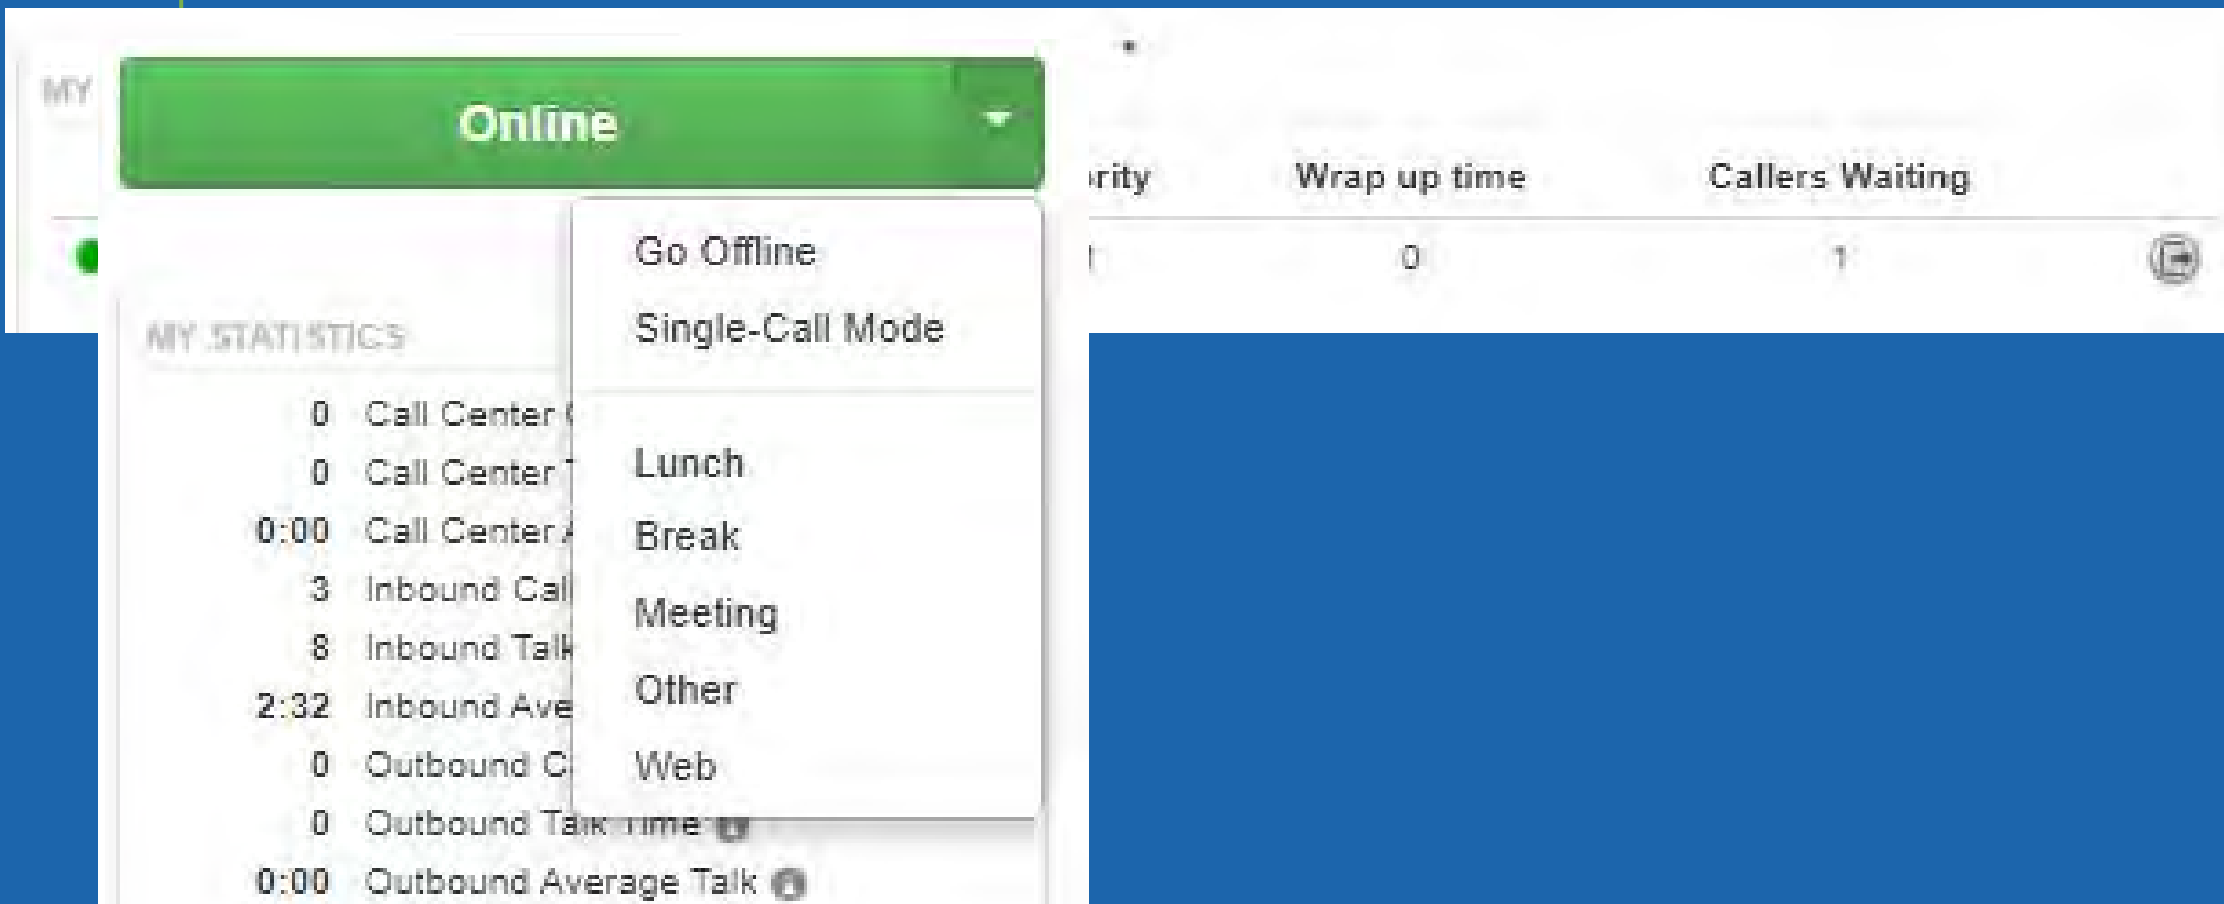 MY
Online
rity Wrap up time Callers Waiting
0 1
Go Offline
Single-Call Mode
Lunch
Break
Meeting
Other
Web
MY STATISTICS
0 Call Center
0 Call Center
0:00 Call Center
3 Inbound Call
8 Inbound Talk
2:32 Inbound Ave
0 Outbound C
0 Outbound Talk Time
0:00 Outbound Average Talk